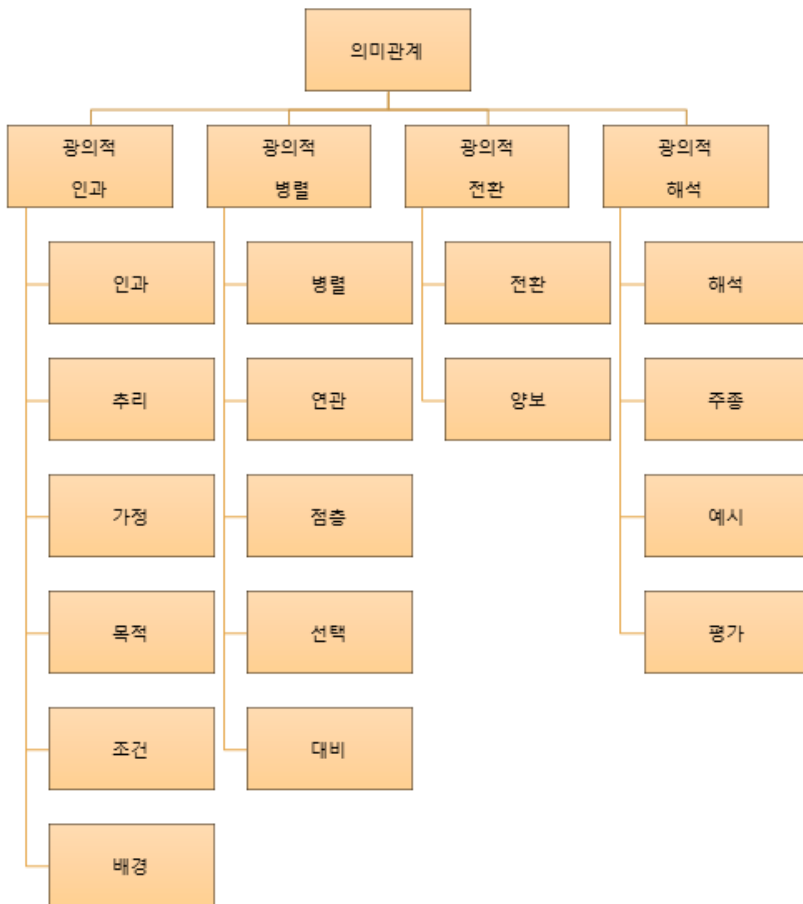 의미관계
광의적
인과
광의적
병렬
광의적
전환
광의적
해석
인과
병렬
전환
해석
추리
연관
양보
주종
가정
점층
예시
목적
선택
평가
조건
대비
배경